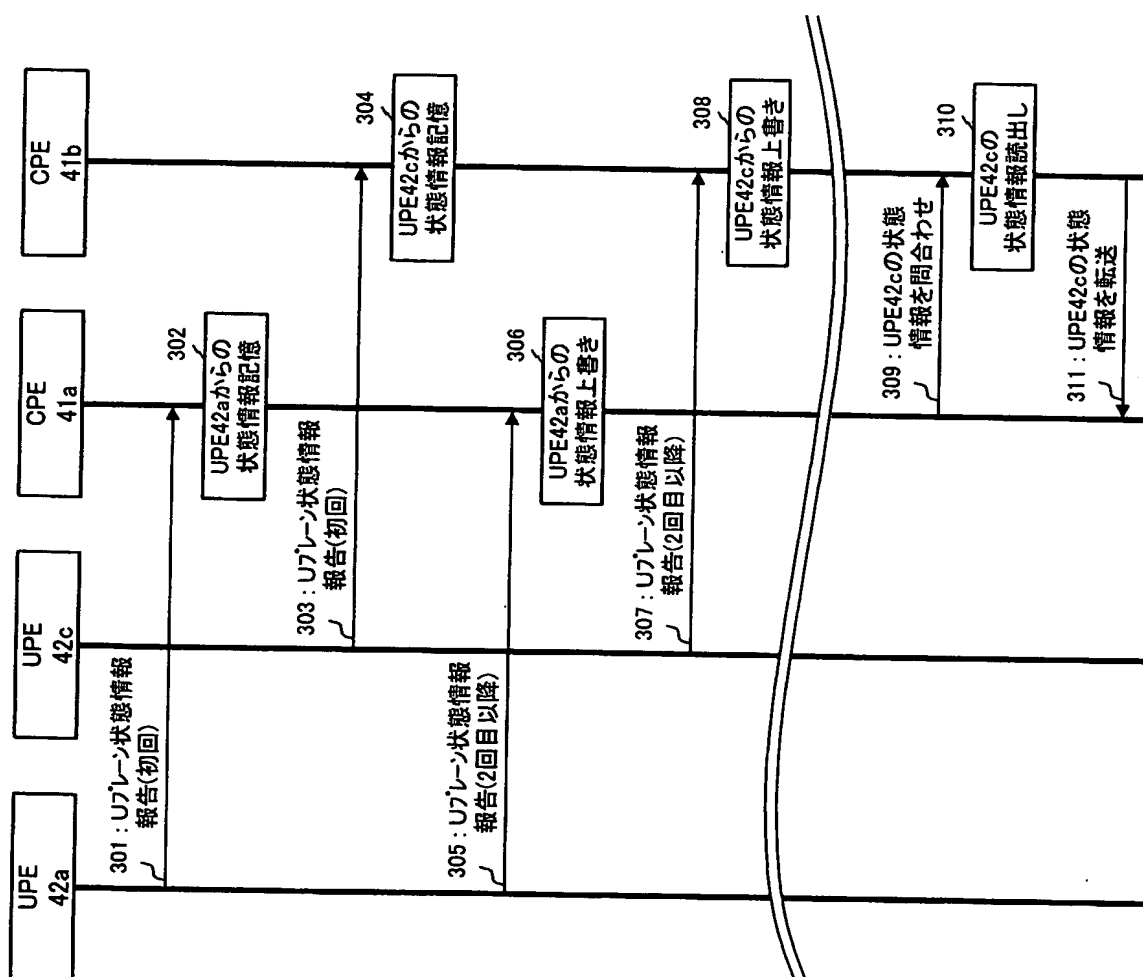 UPE
42a
UPE
42c
CPE
41a
CPE
41b
301：Uプレーン状態情報
報告(初回)
302
UPE42aからの
状態情報記憶
303：Uプレーン状態情報
報告(初回)
304
UPE42cからの
状態情報記憶
305：Uプレーン状態情報
報告(2回目以降)
306
UPE42aからの
状態情報上書き
307：Uプレーン状態情報
報告(2回目以降)
308
UPE42cからの
状態情報上書き
309：UPE42cの状態
情報を問合わせ
310
UPE42cの
状態情報読出し
311：UPE42cの状態
情報を転送